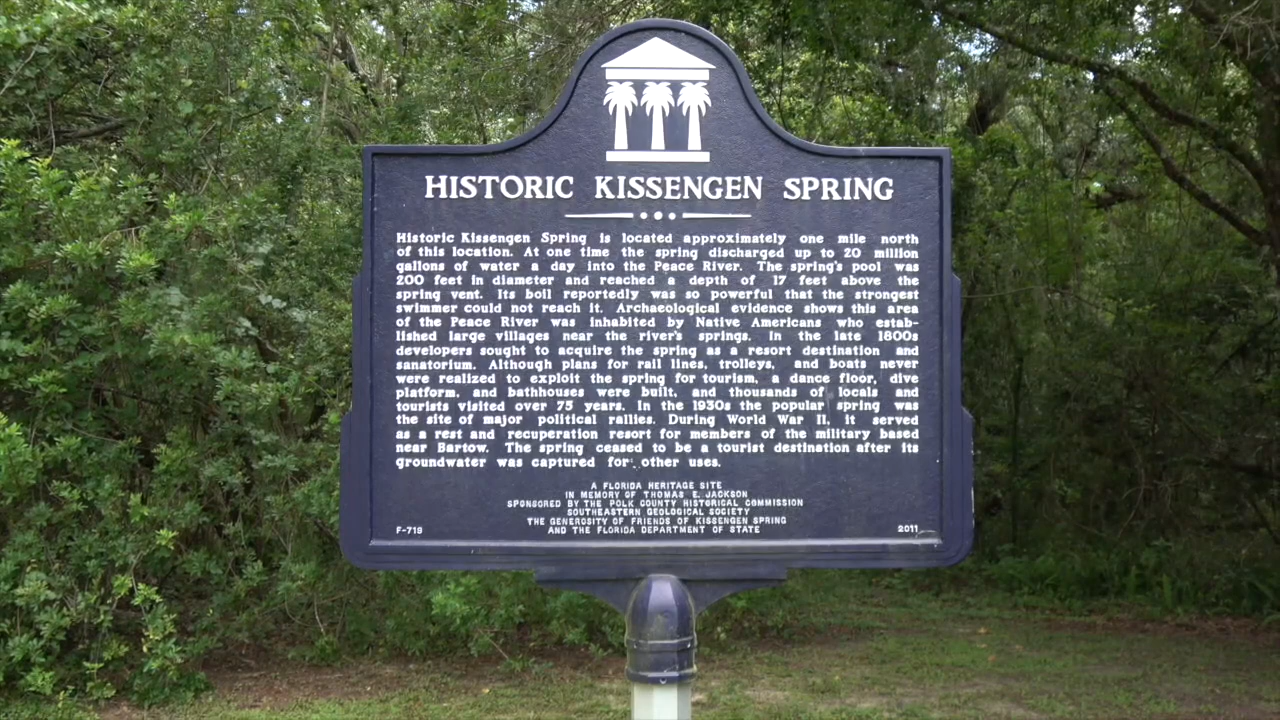 HISTORIC KISSENGEN SPRING
Historic Kissengen Spring is located approximately one mile north
of this location. At one time the spring discharged up to 20 million
gallons of water a day into the Peace River. The spring's pool was
200 feet in diameter and reached a depth of 17 feet above the
spring vent. Its boil reportedly was so powerful that the strongest
swimmer could not reach it. Archaeological evidence shows this area
of the Peace River was inhabited by Native Americans who estab-
lished large villages near the river's springs. In the late 1800s
developers sought to acquire the spring as a resort destination and
sanatorium. Although plans for rail lines, trolleys, and boats never
were realized to exploit the spring for tourism, a dance floor, dive
platform, and bathhouses were built, and thousands of locals and
tourists visited over 75 years. In the 1930s the popular spring was
the site of major political rallies. During World War II, it served
as a rest and recuperation resort for members of the military based
near Bartow. The spring ceased to be a tourist destination after its
groundwater was captured for other uses.
A FLORIDA HERITAGE SITE
IN MEMORY OF THOMAS E. JACKSON
SPONSORED BY THE POLK COUNTY HISTORICAL COMMISSION
SOUTHEASTERN GEOLOGICAL SOCIETY
THE GENEROSITY OF FRIENDS OF KISSENGEN SPRING
AND THE FLORIDA DEPARTMENT OF STATE
F-719 2011